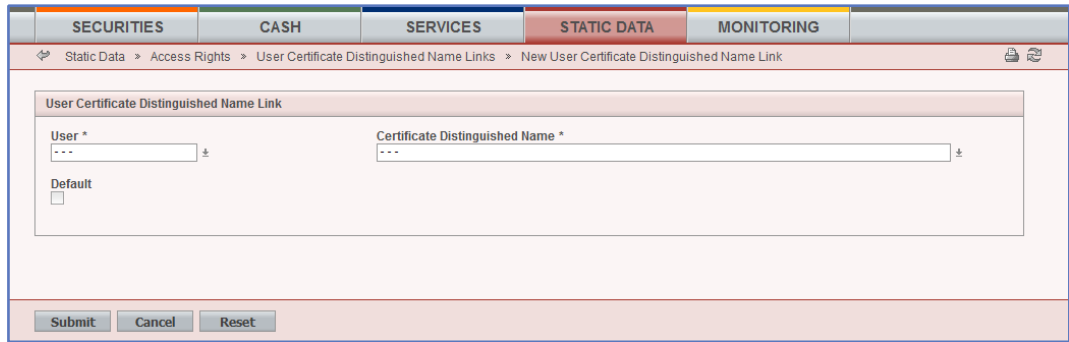 SECURITIES CASH SERVICES STATIC DATA MONITORING
Static Data » Access Rights » User Certificate Distinguished Name Links » New User Certificate Distinguished Name Link
User Certificate Distinguished Name Link
User * Certificate Distinguished Name *
--- ---
Default
Submit Cancel Reset